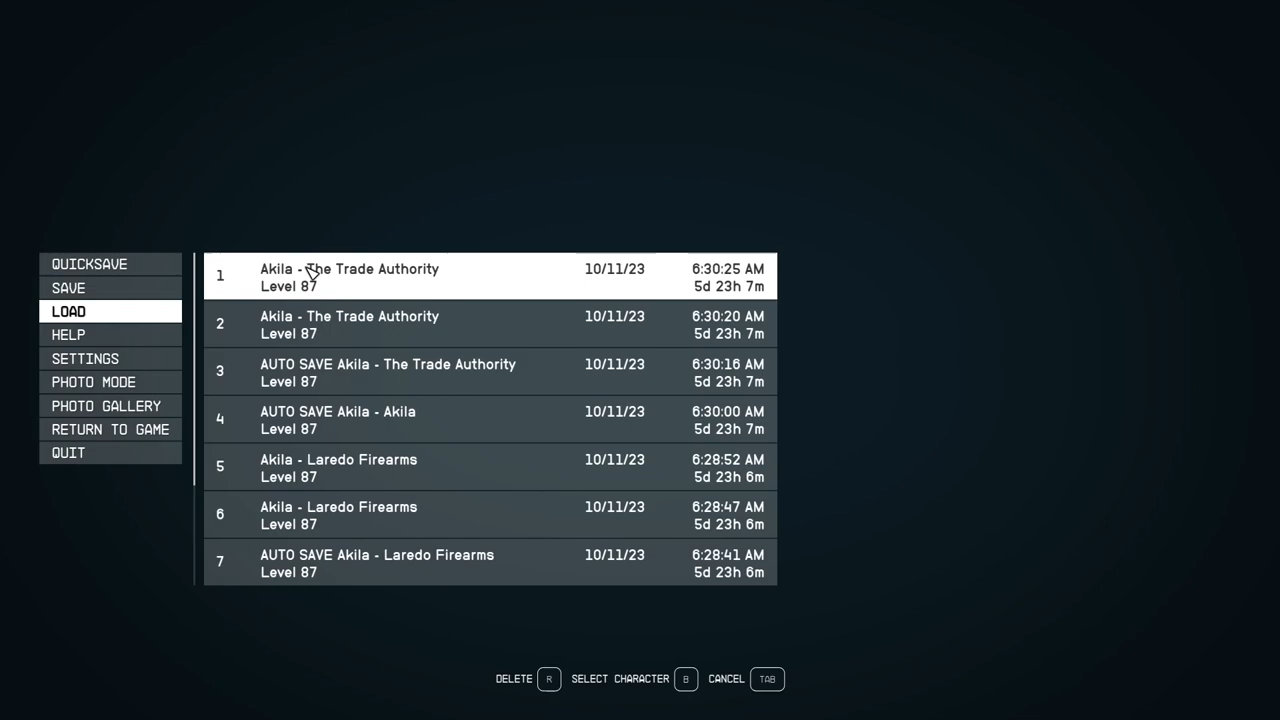 QUICKSAVE
SAVE
LOAD
HELP
SETTINGS
PHOTO MODE
PHOTO GALLERY
RETURN TO GAME
QUIT
1 Akila - The Trade Authority 10/11/23 6:30:25 AM
Level 87 5d 23h 7m
2 Akila - The Trade Authority 10/11/23 6:30:20 AM
Level 87 5d 23h 7m
3 AUTO SAVE Akila - The Trade Authority 10/11/23 6:30:16 AM
Level 87 5d 23h 7m
4 AUTO SAVE Akila - Akila 10/11/23 6:30:00 AM
Level 87 5d 23h 7m
5 Akila - Laredo Firearms 10/11/23 6:28:52 AM
Level 87 5d 23h 6m
6 Akila - Laredo Firearms 10/11/23 6:28:47 AM
Level 87 5d 23h 6m
7 AUTO SAVE Akila - Laredo Firearms 10/11/23 6:28:41 AM
Level 87 5d 23h 6m
DELETE R SELECT CHARACTER B CANCEL TAB